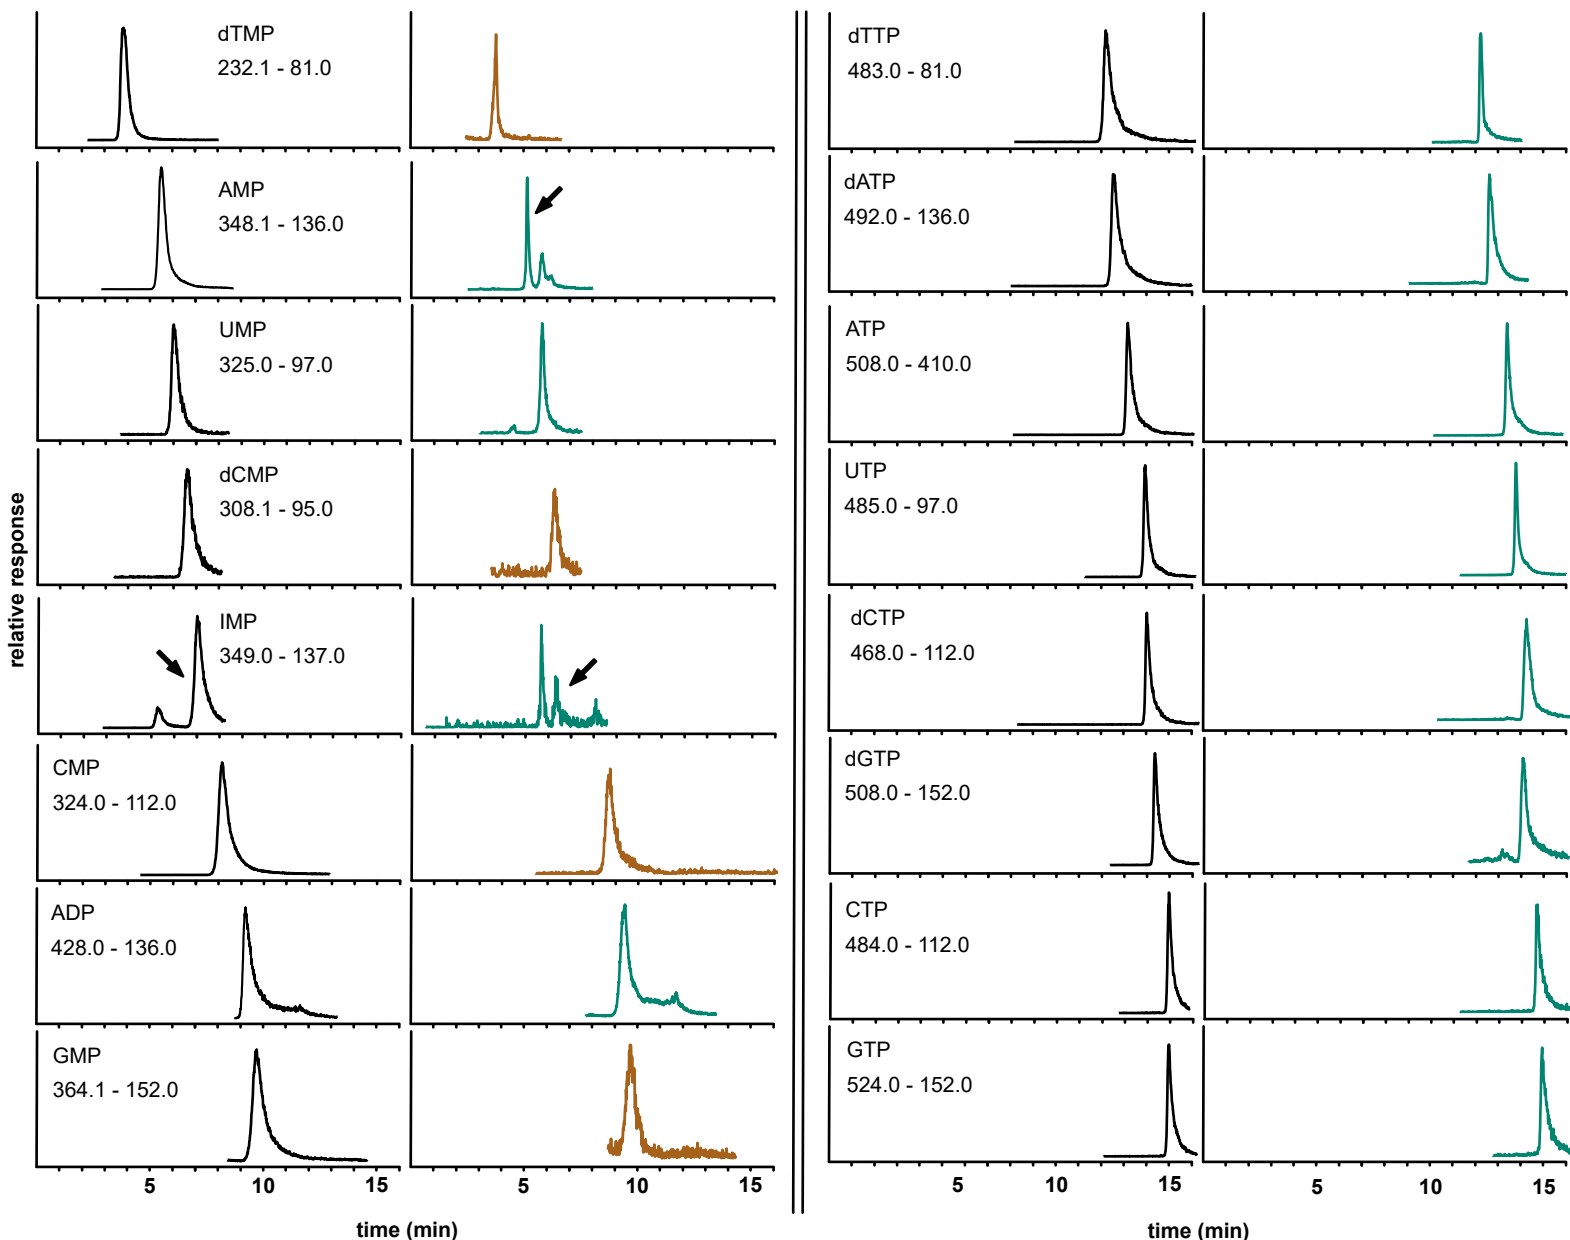 dTMP
232.1 - 81.0
AMP
348.1 - 136.0
UMP
325.0 - 97.0
dCMP
308.1 - 95.0
IMP
349.0 - 137.0
CMP
324.0 - 112.0
ADP
428.0 - 136.0
GMP
364.1 - 152.0
relative response
5 10 15 5 10 15
time (min)
dTTP
483.0 - 81.0
dATP
492.0 - 136.0
ATP
508.0 - 410.0
UTP
485.0 - 97.0
dCTP
468.0 - 112.0
dGTP
508.0 - 152.0
CTP
484.0 - 112.0
GTP
524.0 - 152.0
5 10 15 5 10 15
time (min)